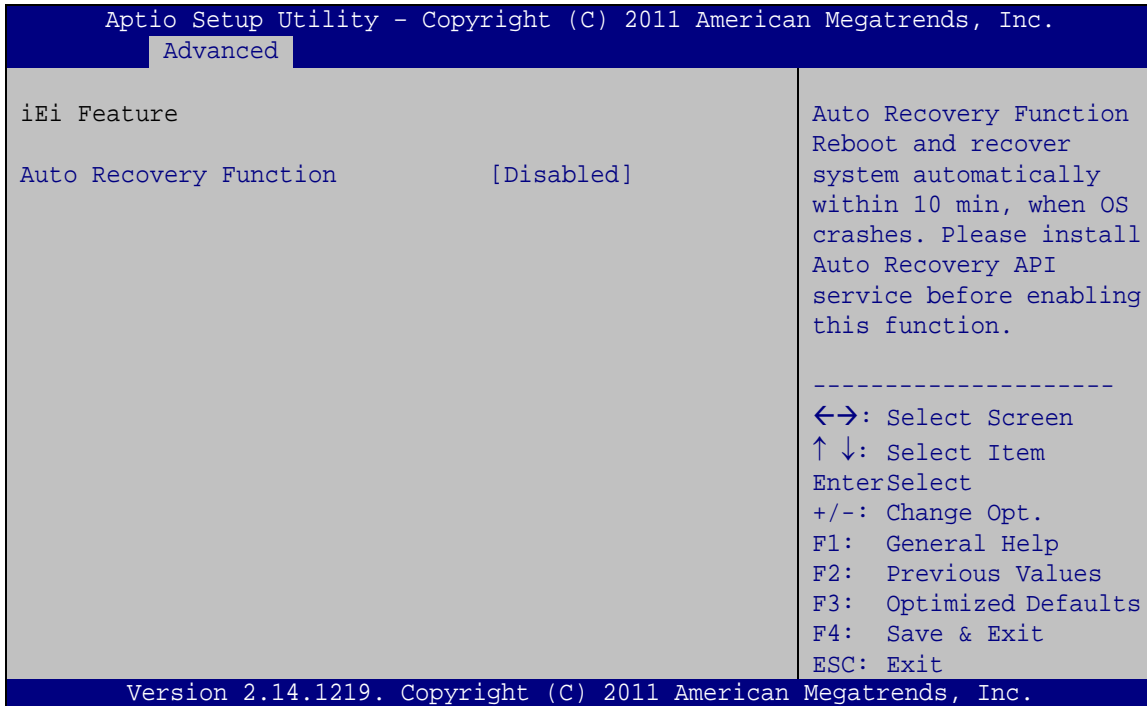 Aptio Setup Utility – Copyright (C) 2011 American Megatrends, Inc.
Advanced
iEi Feature
Auto Recovery Function [Disabled]
Auto Recovery Function
Reboot and recover
system automatically
within 10 min, when OS
crashes. Please install
Auto Recovery API
service before enabling
this function.
----------------------
←→: Select Screen
↑ ↓: Select Item
EnterSelect
+/-: Change Opt.
F1: General Help
F2: Previous Values
F3: Optimized Defaults
F4: Save & Exit
ESC: Exit
Version 2.14.1219. Copyright (C) 2011 American Megatrends, Inc.